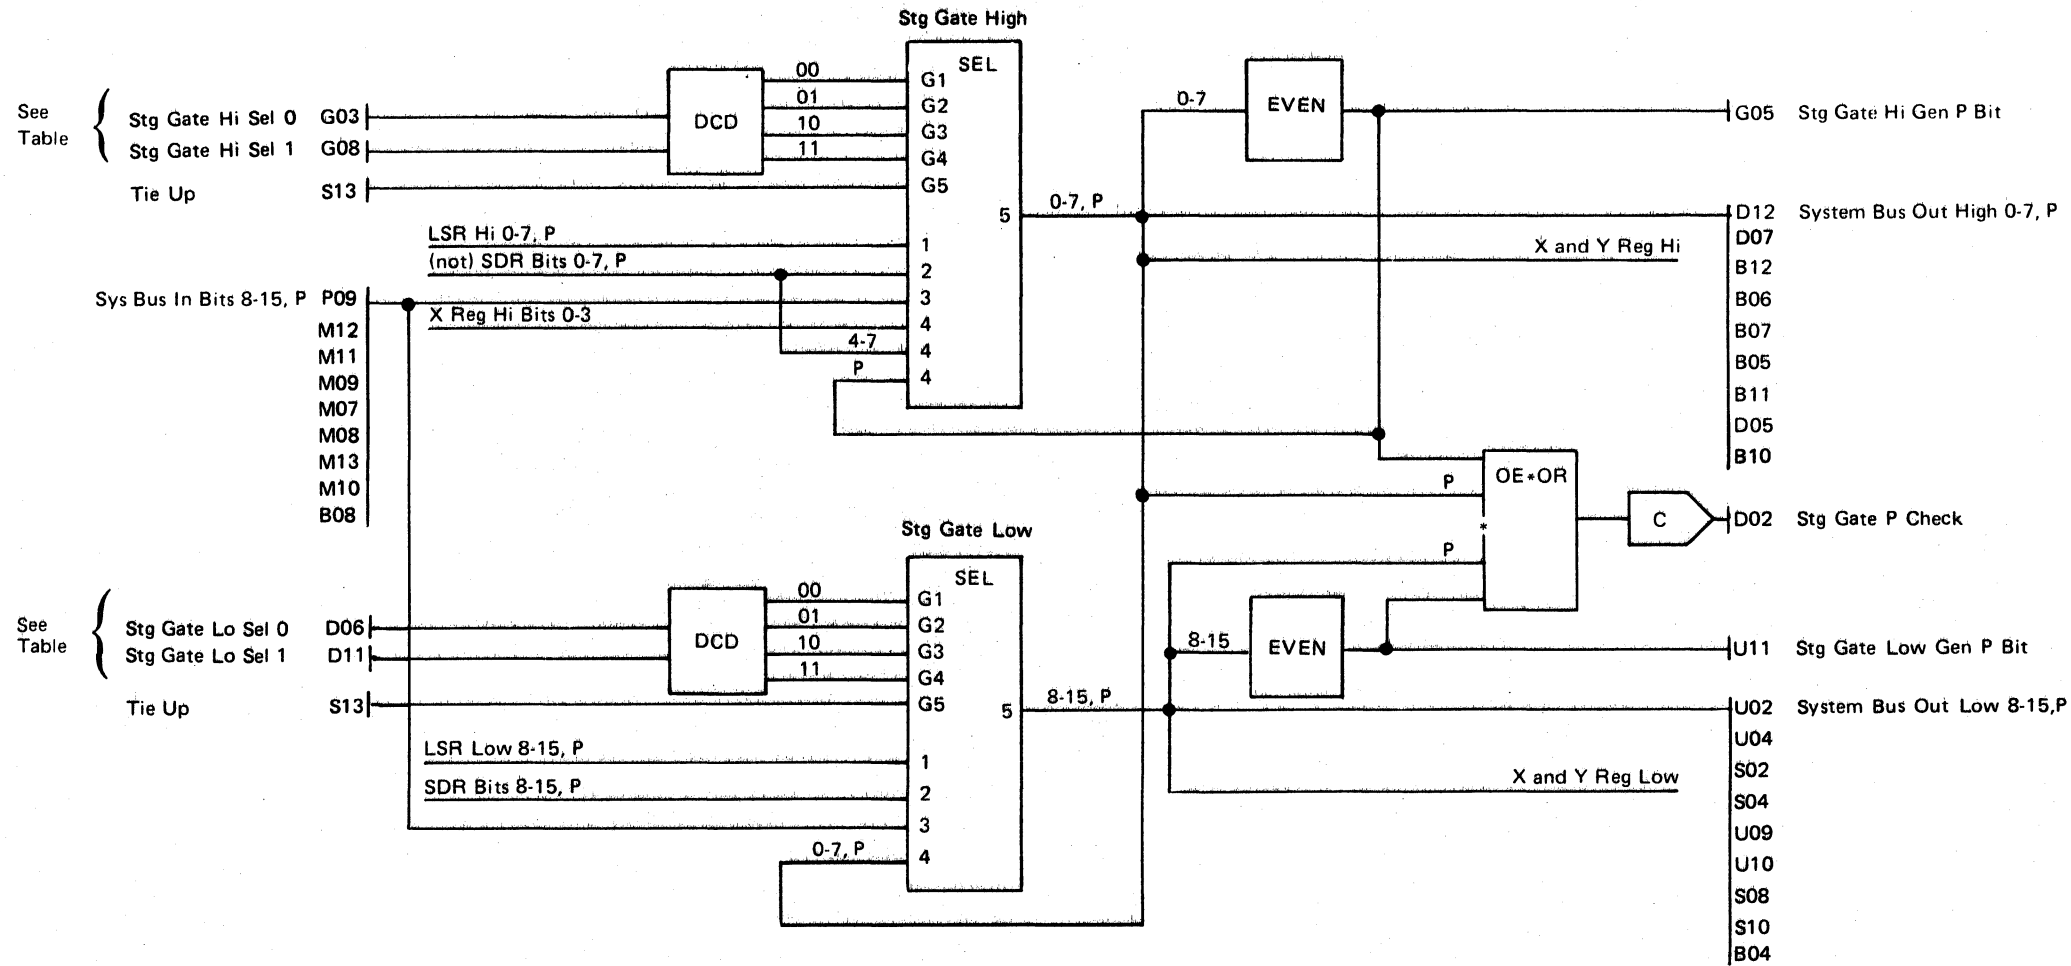 Stg Gate High
SEL
See
Table
Stg Gate Hi Sel 0 G03
Stg Gate Hi Sel 1 G08
Tie Up S13
DCD
00
01
10
11
G1
G2
G3
G4
G5
5
0-7, P
LSR Hi 0-7, P
1
(not) SDR Bits 0-7, P
2
Sys Bus In Bits 8-15, P P09
3
X Reg Hi Bits 0-3
4
4-7
4
P
4
M12
M11
M09
M07
M08
M13
M10
B08
0-7
EVEN
G05 Stg Gate Hi Gen P Bit
D12 System Bus Out High 0-7, P
D07
X and Y Reg Hi
B12
B06
B07
B05
B11
D05
B10
OE*OR
P
*
P
C
D02 Stg Gate P Check
Stg Gate Low
SEL
See
Table
Stg Gate Lo Sel 0 D06
Stg Gate Lo Sel 1 D11
Tie Up S13
DCD
00
01
10
11
G1
G2
G3
G4
G5
5
8-15, P
LSR Low 8-15, P
1
SDR Bits 8-15, P
2
3
0-7, P
4
8-15
EVEN
U11 Stg Gate Low Gen P Bit
U02 System Bus Out Low 8-15,P
U04
X and Y Reg Low
S02
S04
U09
U10
S08
S10
B04